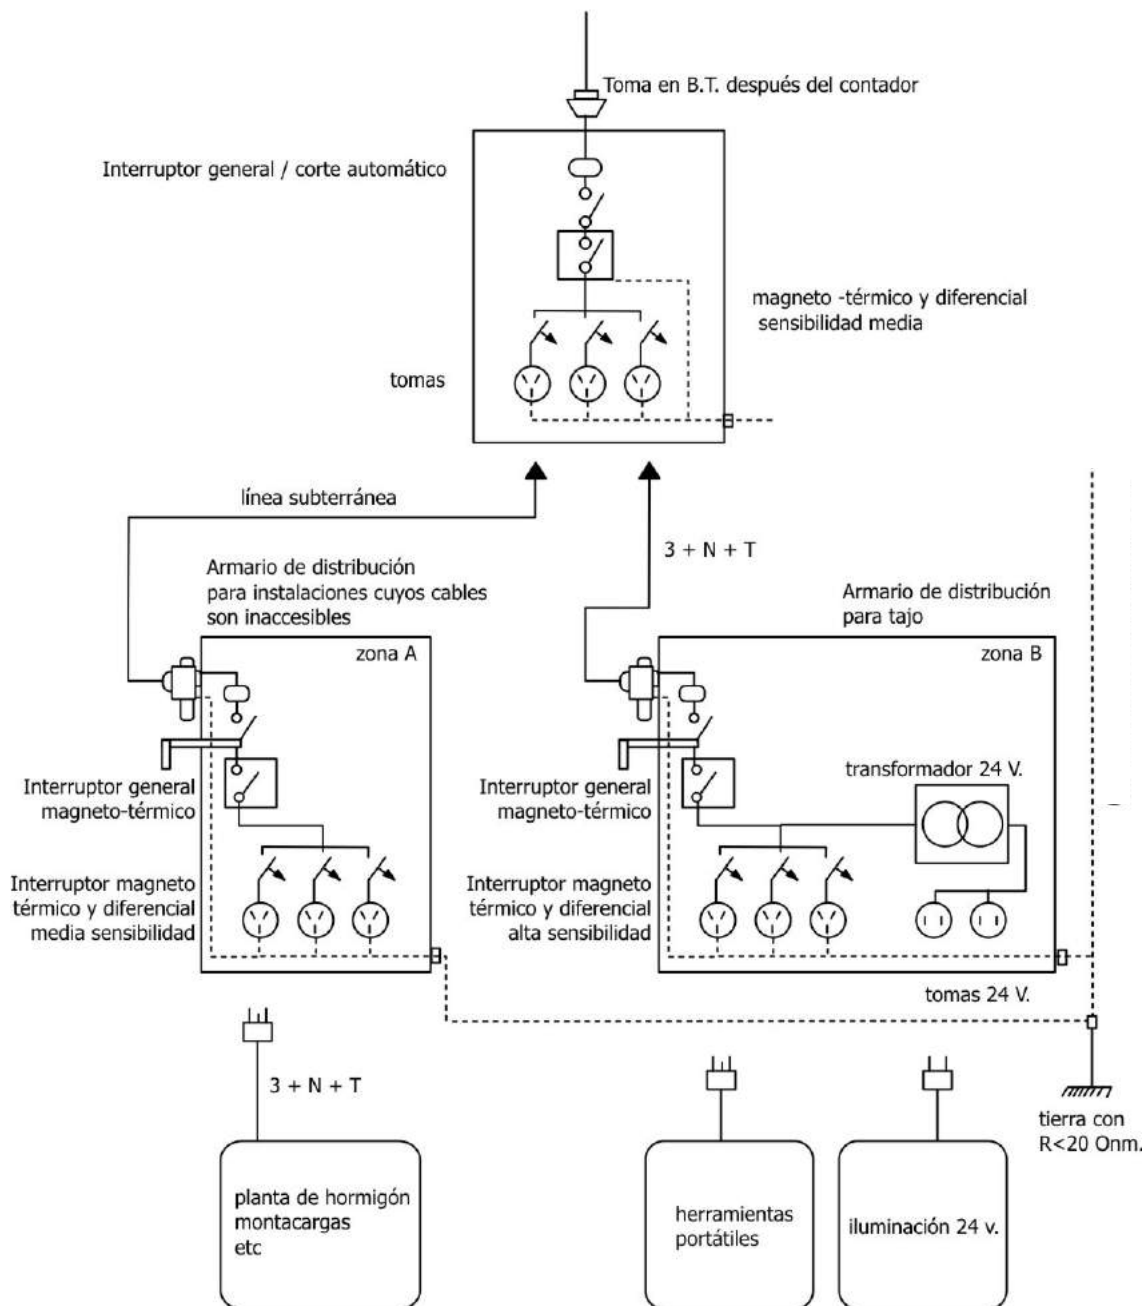 Toma en B.T. después del contador
Interruptor general / corte automático
magneto -térmico y diferencial
sensibilidad media
tomas
línea subterránea
3 + N + T
Armario de distribución
para instalaciones cuyos cables
son inaccesibles
Armario de distribución
para tajo
zona A
zona B
Interruptor general
magneto-térmico
Interruptor general
magneto-térmico
transformador 24 V.
Interruptor magneto
térmico y diferencial
media sensibilidad
Interruptor magneto
térmico y diferencial
alta sensibilidad
tomas 24 V.
3 + N + T
tierra con
R<20 Onm.
planta de hormigón
montacargas
etc
herramientas
portátiles
iluminación 24 v.